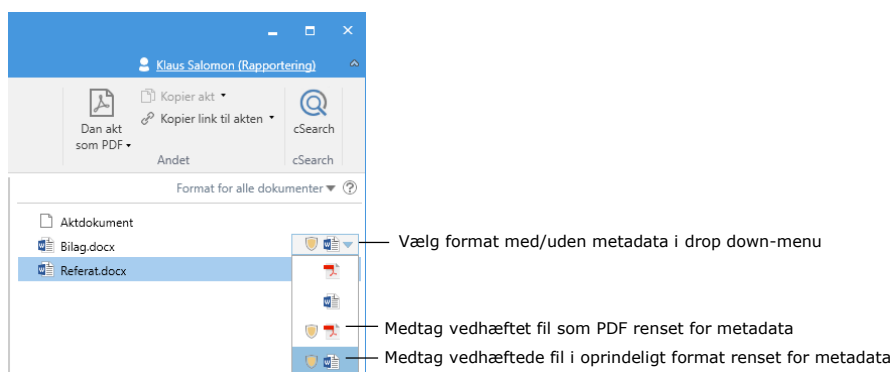 Klaus Salomon (Rapportering)
Dan akt
som PDF
Kopier akt
Kopier link til akten
Andet
cSearch
cSearch
Format for alle dokumenter
Aktdokument
Bilag.docx
Referat.docx
Vælg format med/uden metadata i drop down-menu
Medtag vedhæftet fil som PDF renset for metadata
Medtag vedhæftede fil i oprindeligt format renset for metadata